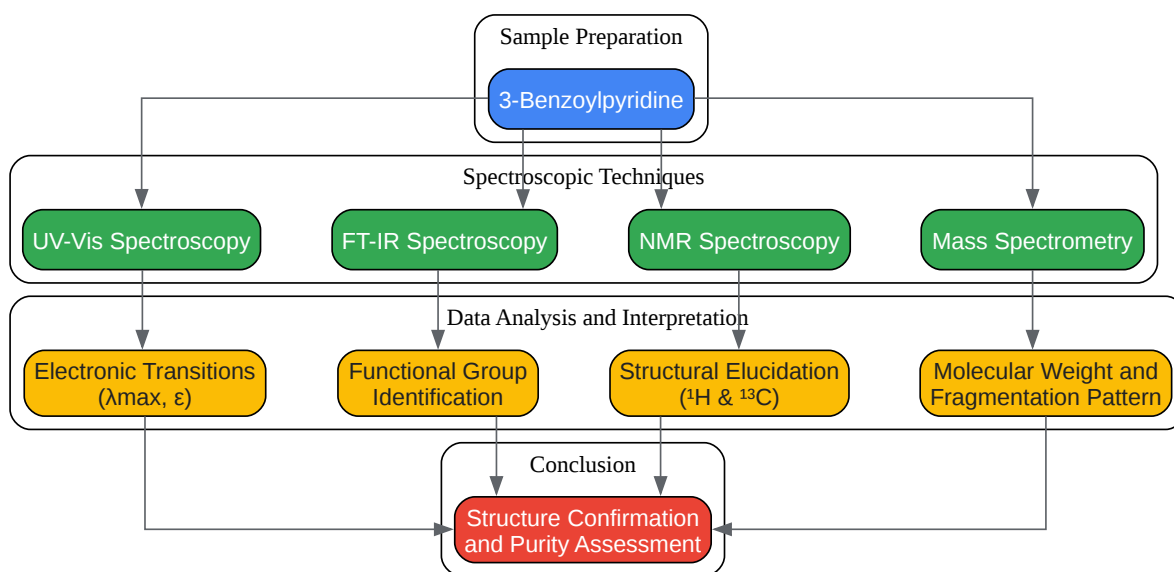 Sample Preparation
3-Benzoylpyridine
Spectroscopic Techniques
UV-Vis Spectroscopy
FT-IR Spectroscopy
NMR Spectroscopy
Mass Spectrometry
Data Analysis and Interpretation
Electronic Transitions
(λmax, ε)
Functional Group
Identification
Structural Elucidation
(¹H & ¹³C)
Molecular Weight and
Fragmentation Pattern
Conclusion
Structure Confirmation
and Purity Assessment